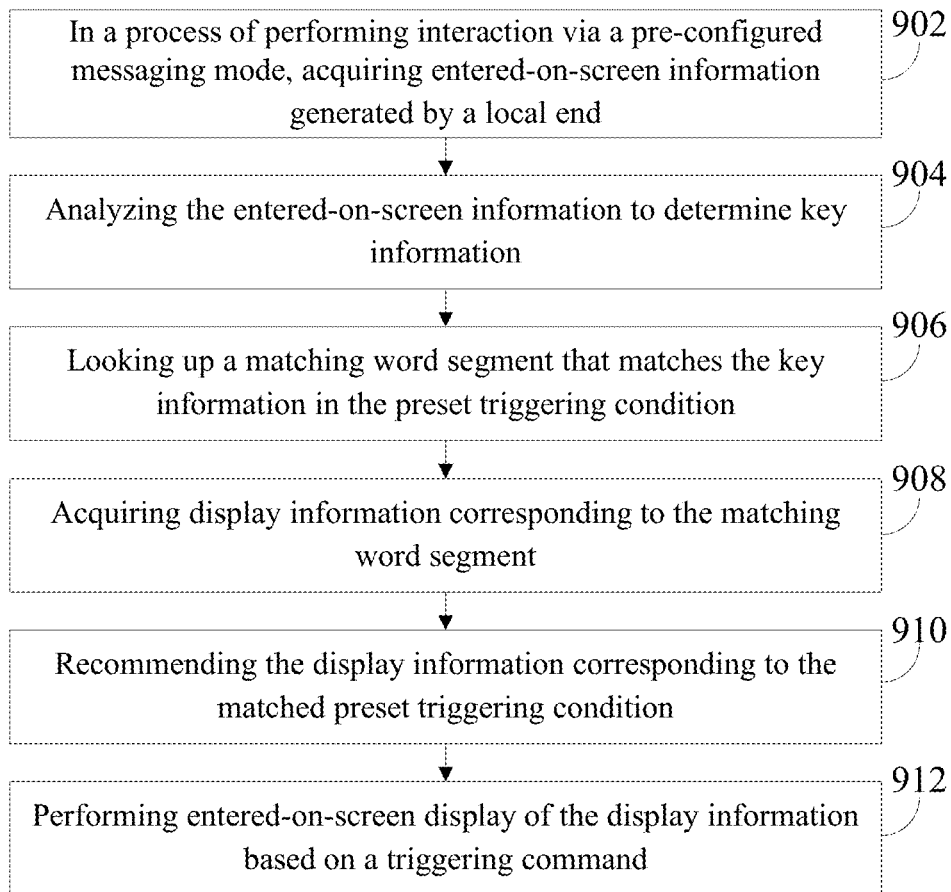 In a process of performing interaction via a pre-configured
902
messaging mode, acquiring entered-on-screen information
generated by a local end
904
Analyzing the entered-on-screen information to determine key
information
906
Looking up a matching word segment that matches the key
information in the preset triggering condition
908
Acquiring display information corresponding to the matching
word segment
910
Recommending the display information corresponding to the
matched preset triggering condition
912
Performing entered-on-screen display of the display information
based on a triggering command